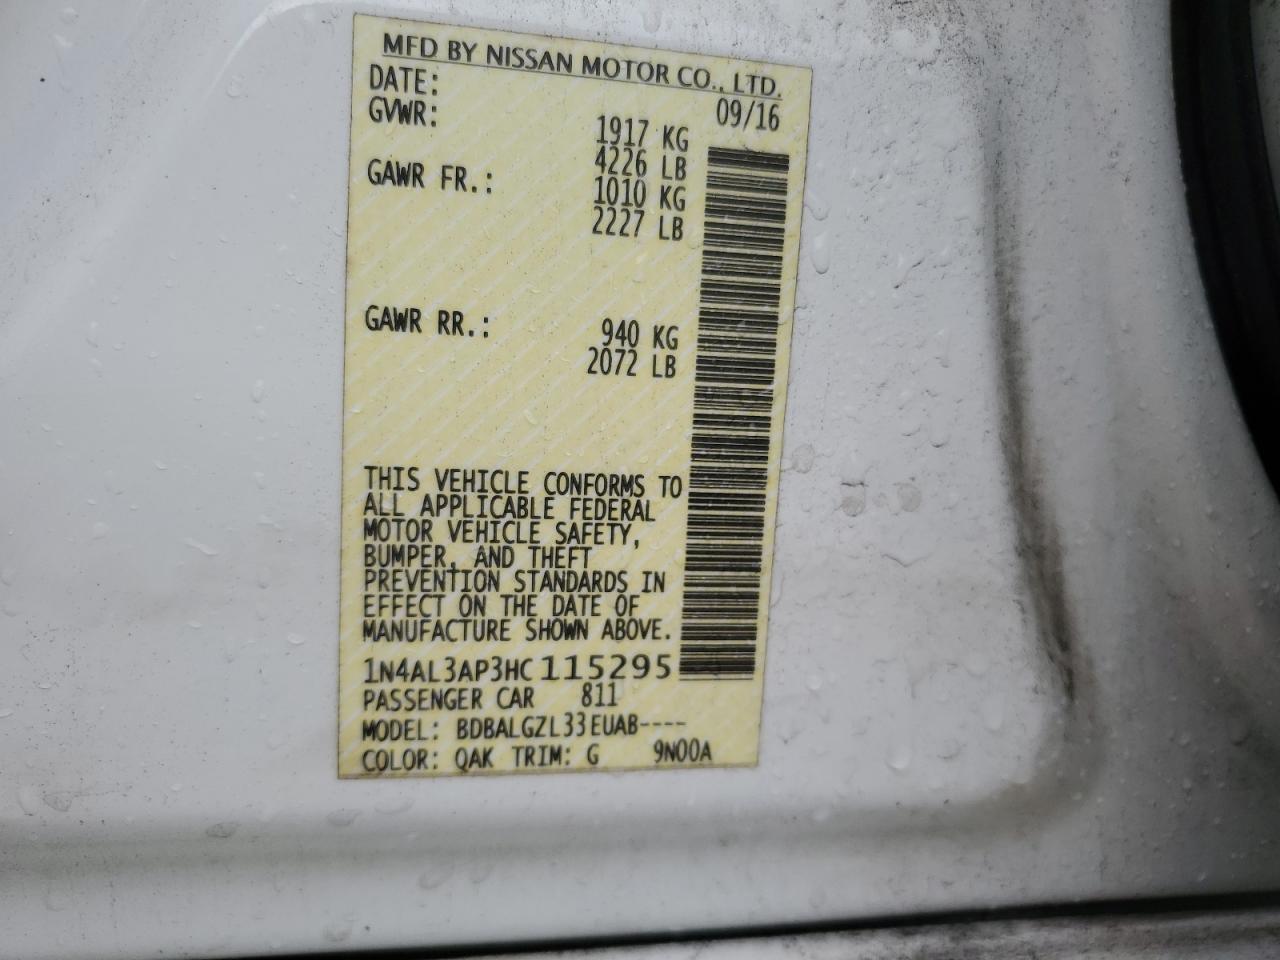 MFD BY NISSAN MOTOR CO., LTD.
DATE: 09/16
GVWR: 1917 KG
4226 LB
GAWR FR.: 1010 KG
2227 LB
GAWR RR.: 940 KG
2072 LB
THIS VEHICLE CONFORMS TO
ALL APPLICABLE FEDERAL
MOTOR VEHICLE SAFETY,
BUMPER, AND THEFT
PREVENTION STANDARDS IN
EFFECT ON THE DATE OF
MANUFACTURE SHOWN ABOVE.
1N4AL3AP3HC115295
PASSENGER CAR 811
MODEL: BDBALGZL33EUAB----
COLOR: QAK TRIM: G 9N00A